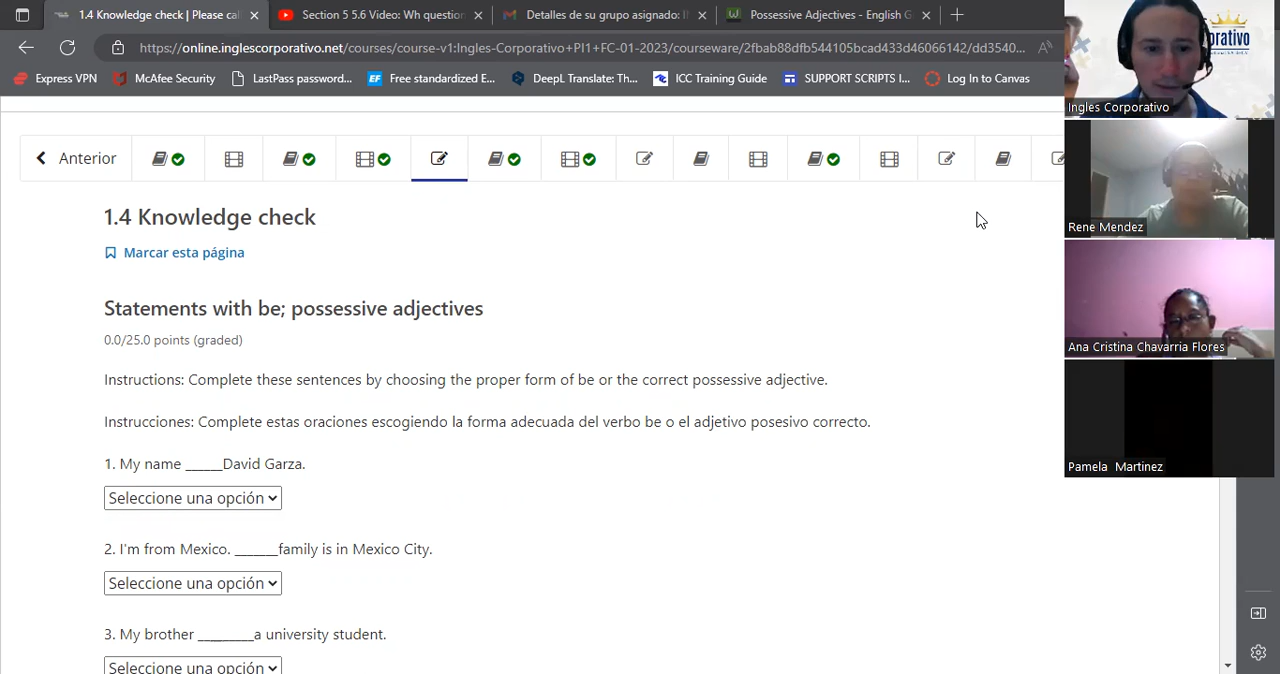 1.4 Knowledge check | Please cal
Section 5 5.6 Video: Wh question
Detalles de su grupo asignado: I
Possessive Adjectives - English G
https://online.inglescorporativo.net/courses/course-v1:Ingles-Corporativo+PI1+FC-01-2023/courseware/2fbab88dfb544105bcad433d46066142/dd3540...
Express VPN
McAfee Security
LastPass password...
EF Free standardized E...
DeepL Translate: Th...
ICC Training Guide
SUPPORT SCRIPTS I...
Log In to Canvas
Anterior
1.4 Knowledge check
Marcar esta página
Statements with be; possessive adjectives
0.0/25.0 points (graded)
Instructions: Complete these sentences by choosing the proper form of be or the correct possessive adjective.
Instrucciones: Complete estas oraciones escogiendo la forma adecuada del verbo be o el adjetivo posesivo correcto.
1. My name ______David Garza.
Seleccione una opción
2. I'm from Mexico. _______family is in Mexico City.
Seleccione una opción
3. My brother _________a university student.
Seleccione una opción
orativo
Ingles Corporativo
Rene Mendez
Ana Cristina Chavarria Flores
Pamela Martinez